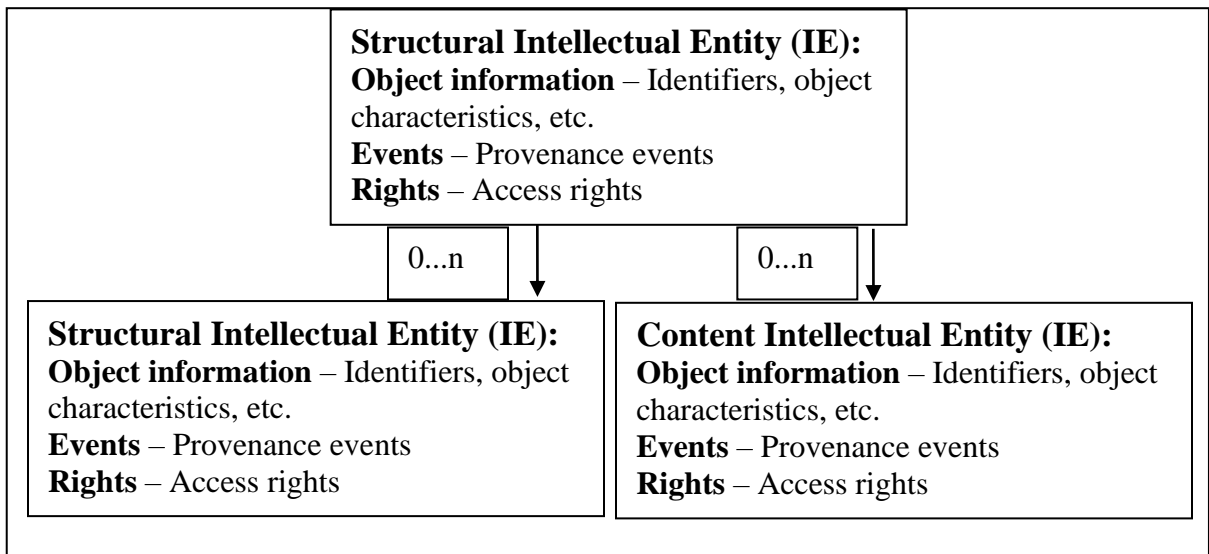 Structural Intellectual Entity (IE):
Object information – Identifiers, object
characteristics, etc.
Events – Provenance events
Rights – Access rights
0...n
0...n
Structural Intellectual Entity (IE):
Object information – Identifiers, object
characteristics, etc.
Events – Provenance events
Rights – Access rights
Content Intellectual Entity (IE):
Object information – Identifiers, object
characteristics, etc.
Events – Provenance events
Rights – Access rights